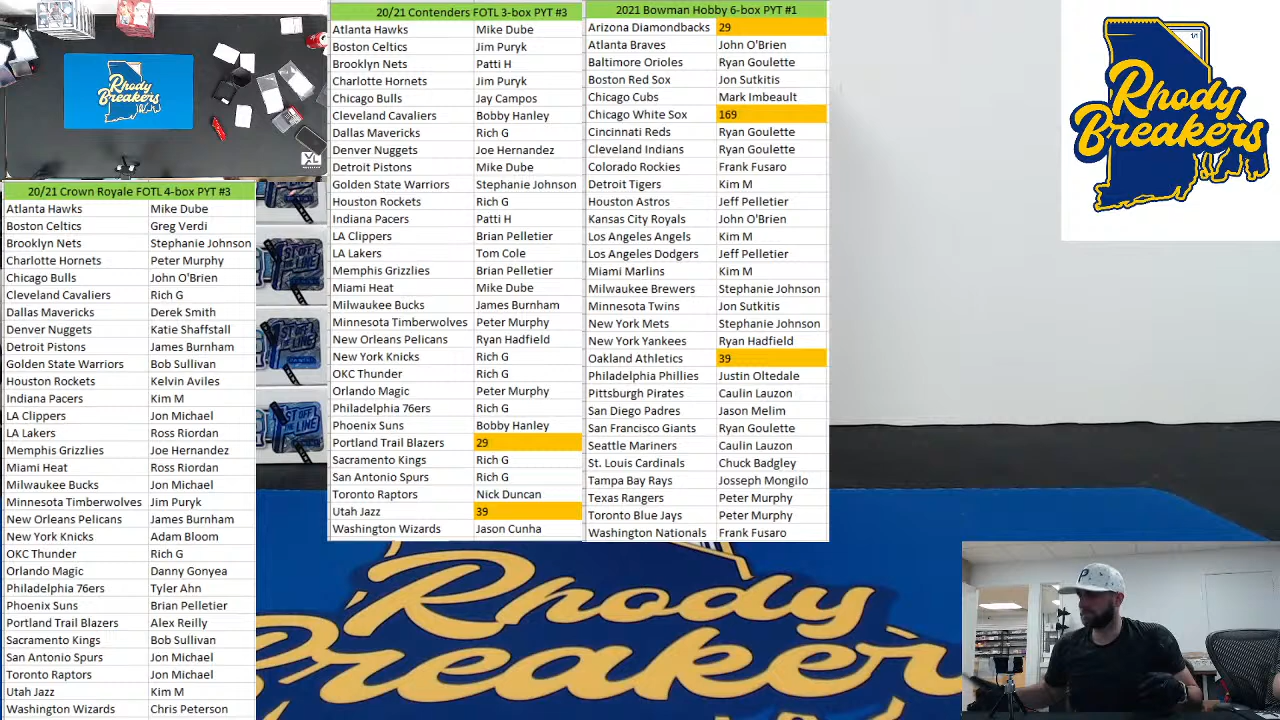 20/21 Contenders FOTL 3-box PYT #3
Atlanta Hawks Mike Dube
Boston Celtics Jim Puryk
Brooklyn Nets Patti H
Charlotte Hornets Jim Puryk
Chicago Bulls Jay Campos
Cleveland Cavaliers Bobby Hanley
Dallas Mavericks Rich G
Denver Nuggets Joe Hernandez
Detroit Pistons Mike Dube
Golden State Warriors Stephanie Johnson
Houston Rockets Rich G
Indiana Pacers Patti H
LA Clippers Brian Pelletier
LA Lakers Tom Cole
Memphis Grizzlies Brian Pelletier
Miami Heat Mike Dube
Milwaukee Bucks James Burnham
Minnesota Timberwolves Peter Murphy
New Orleans Pelicans Ryan Hadfield
New York Knicks Rich G
OKC Thunder Rich G
Orlando Magic Peter Murphy
Philadelphia 76ers Rich G
Phoenix Suns Bobby Hanley
Portland Trail Blazers 29
Sacramento Kings Rich G
San Antonio Spurs Rich G
Toronto Raptors Nick Duncan
Utah Jazz 39
Washington Wizards Jason Cunha
2021 Bowman Hobby 6-box PYT #1
Arizona Diamondbacks 29
Atlanta Braves John O'Brien
Baltimore Orioles Ryan Goulette
Boston Red Sox Jon Sutkitis
Chicago Cubs Mark Imbeault
Chicago White Sox 169
Cincinnati Reds Ryan Goulette
Cleveland Indians Ryan Goulette
Colorado Rockies Frank Fusaro
Detroit Tigers Kim M
Houston Astros Jeff Pelletier
Kansas City Royals John O'Brien
Los Angeles Angels Kim M
Los Angeles Dodgers Jeff Pelletier
Miami Marlins Kim M
Milwaukee Brewers Stephanie Johnson
Minnesota Twins Jon Sutkitis
New York Mets Stephanie Johnson
New York Yankees Ryan Hadfield
Oakland Athletics 39
Philadelphia Phillies Justin Oltedale
Pittsburgh Pirates Caulin Lauzon
San Diego Padres Jason Melim
San Francisco Giants Ryan Goulette
Seattle Mariners Caulin Lauzon
St. Louis Cardinals Chuck Badgley
Tampa Bay Rays Josseph Mongilo
Texas Rangers Peter Murphy
Toronto Blue Jays Peter Murphy
Washington Nationals Frank Fusaro
Rhody
Breakers
1/1
Rhody
Breakers
XL
20/21 Crown Royale FOTL 4-box PYT #3
Atlanta Hawks Mike Dube
Boston Celtics Greg Verdi
Brooklyn Nets Stephanie Johnson
Charlotte Hornets Peter Murphy
Chicago Bulls John O'Brien
Cleveland Cavaliers Rich G
Dallas Mavericks Derek Smith
Denver Nuggets Katie Shaffstall
Detroit Pistons James Burnham
Golden State Warriors Bob Sullivan
Houston Rockets Kelvin Aviles
Indiana Pacers Kim M
LA Clippers Jon Michael
LA Lakers Ross Riordan
Memphis Grizzlies Joe Hernandez
Miami Heat Ross Riordan
Milwaukee Bucks Jon Michael
Minnesota Timberwolves Jim Puryk
New Orleans Pelicans James Burnham
New York Knicks Adam Bloom
OKC Thunder Rich G
Orlando Magic Danny Gonyea
Philadelphia 76ers Tyler Ahn
Phoenix Suns Brian Pelletier
Portland Trail Blazers Alex Reilly
Sacramento Kings Bob Sullivan
San Antonio Spurs Jon Michael
Toronto Raptors Jon Michael
Utah Jazz Kim M
Washington Wizards Chris Peterson
Rhody
Breaker